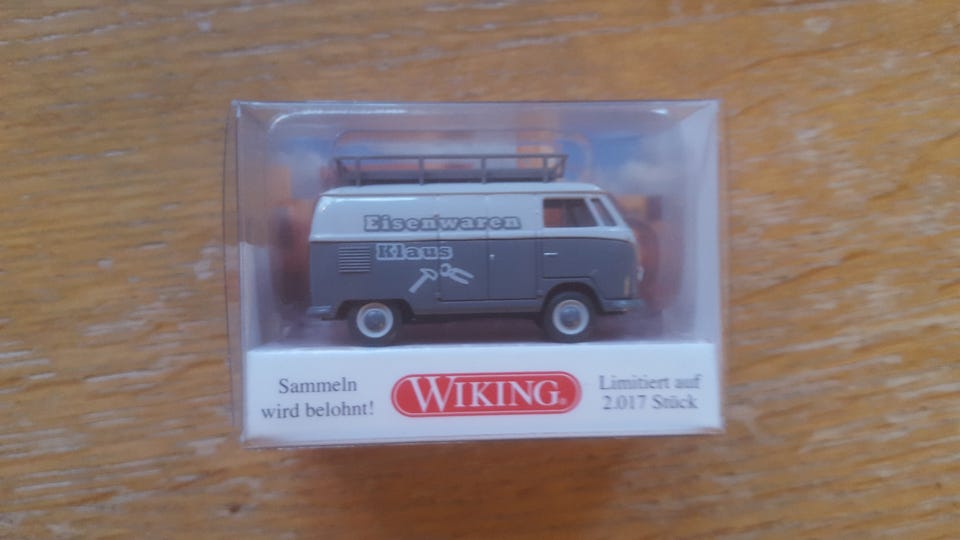 Eisenwaren
Klaus
Sammeln
wird belohnt!
WIKING®
Limitiert auf
2.017 Stück